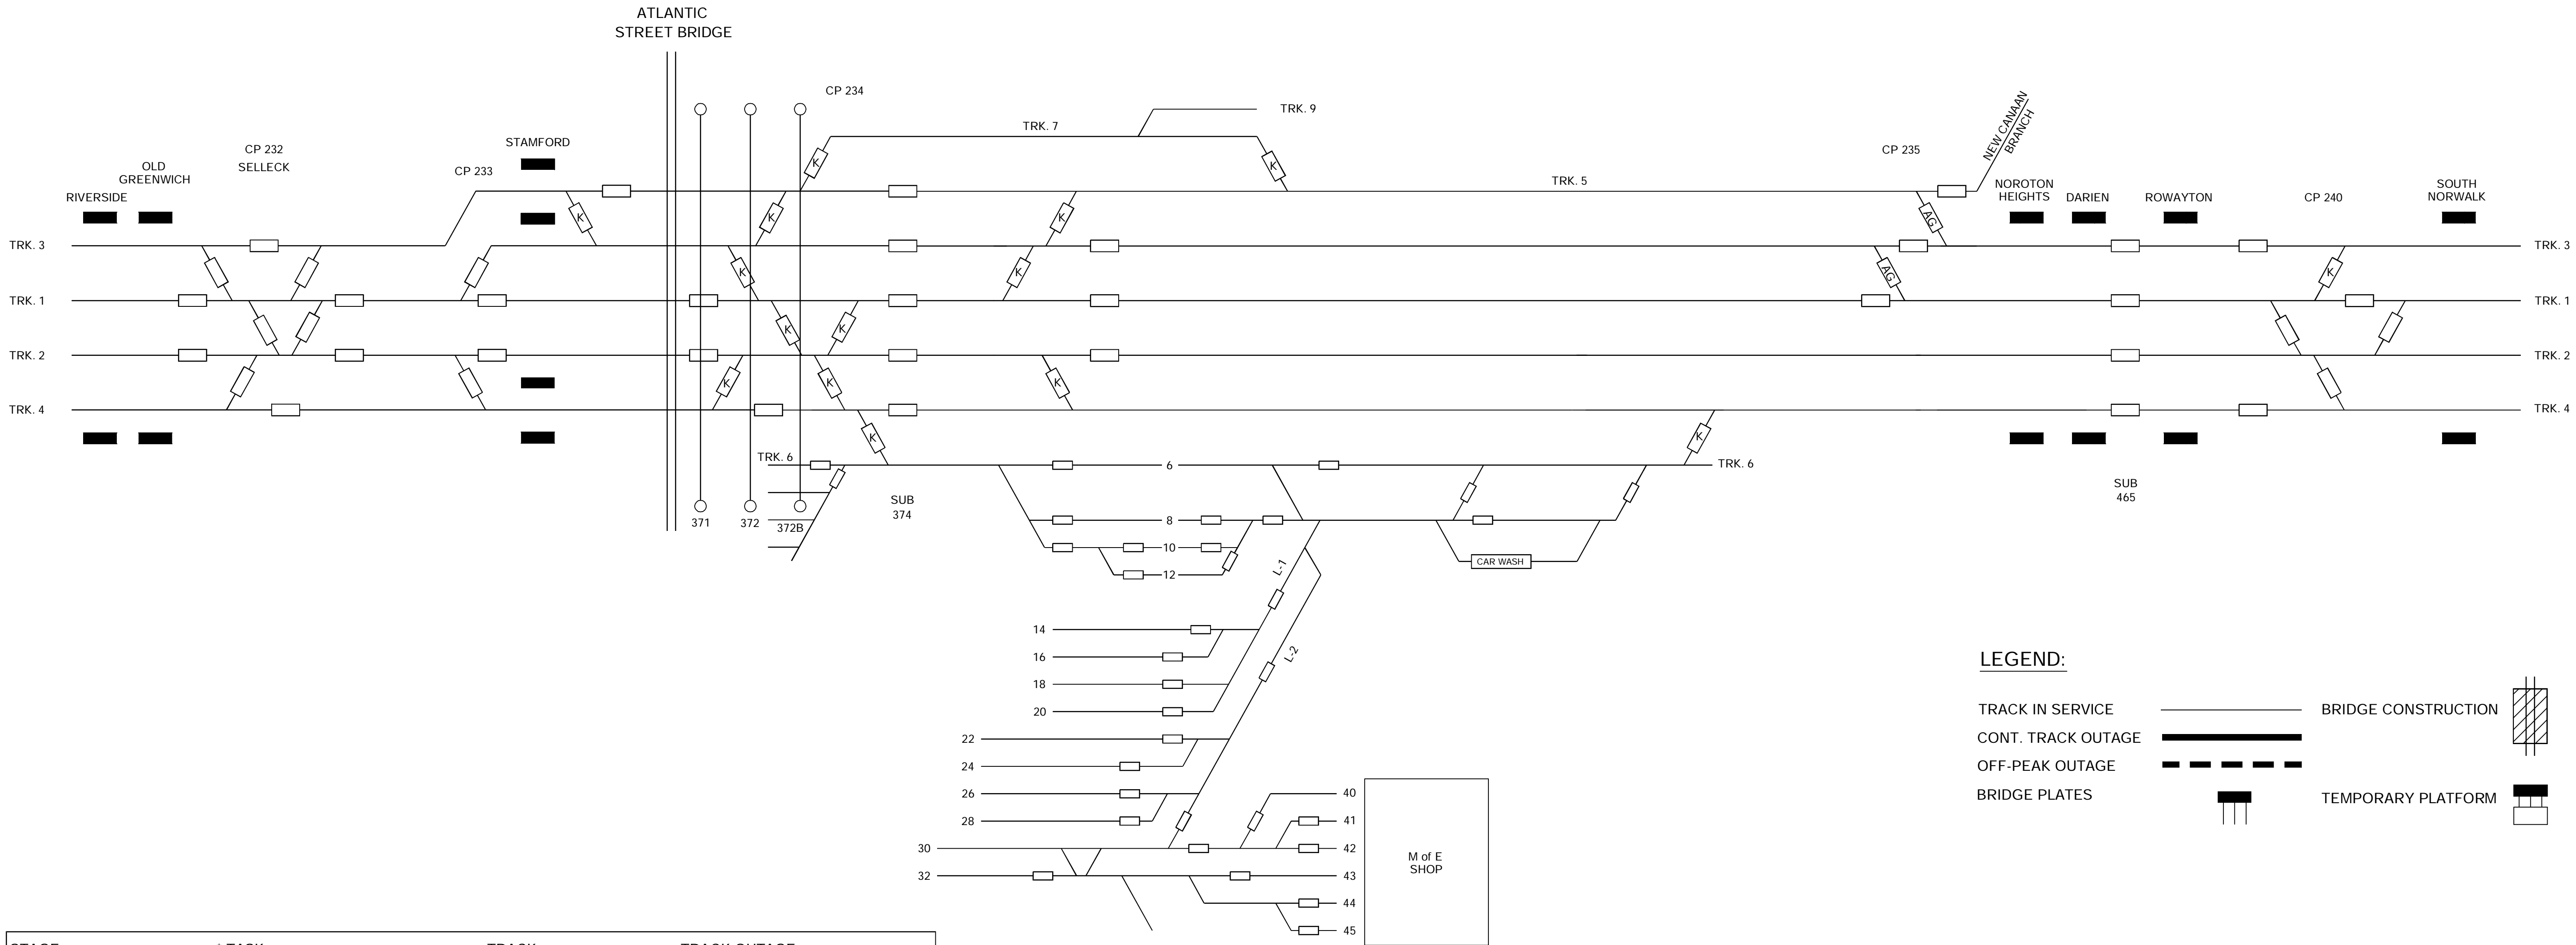 ATLANTIC
STREET BRIDGE
CP 234
TRK. 9
TRK. 7
NEW CANAAN
BRANCH
STAMFORD
CP 232
SELLECK
CP 233
CP 235
OLD
GREENWICH
RIVERSIDE
TRK. 5
NOROTON
HEIGHTS
DARIEN
ROWAYTON
CP 240
SOUTH
NORWALK
K
K
K
K
K
AG
TRK. 3
TRK. 3
K
K
AG
K
TRK. 1
TRK. 1
K
K
TRK. 2
TRK. 2
K
K
K
TRK. 4
TRK. 4
K
K
TRK. 6
6
TRK. 6
SUB
374
SUB
465
371
372
372B
8
10
12
CAR WASH
L-1
14
16
L-2
18
20
22
24
26
28
30
32
40
41
42
43
44
45
M of E
SHOP
LEGEND:
TRACK IN SERVICE
BRIDGE CONSTRUCTION
CONT. TRACK OUTAGE
OFF-PEAK OUTAGE
BRIDGE PLATES
TEMPORARY PLATFORM